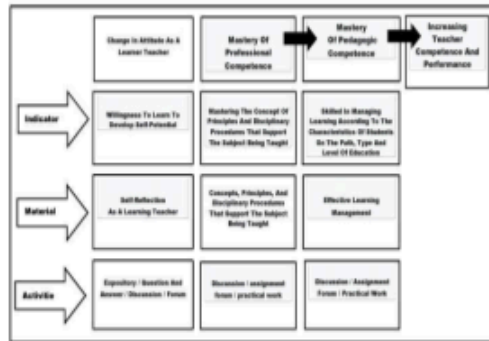 Change In Attitude As A
Learner Teacher
Mastery Of
Professional
Competence
Mastery
Of Pedagogic
Competence
Increasing
Teacher
Competence And
Performance
Indicator
Willingness To Learn To
Develop Self-Potential
Mastering The Concept Of
Principles And Disciplinary
Procedures That Support
The Subject Being Taught
Skilled In Managing
Learning According To The
Characteristics Of Students
On The Path, Type And
Level Of Education
Material
Self-Reflection
As A Learning Teacher
Concepts, Principles, And
Disciplinary Procedures
That Support The Subject
Being Taught
Effective Learning
Management
Activitie
Expository / Question And
Answer / Discussion / Forum
Discussion / assignment
forum / practical work
Discussion / Assignment
Forum / Practical Work